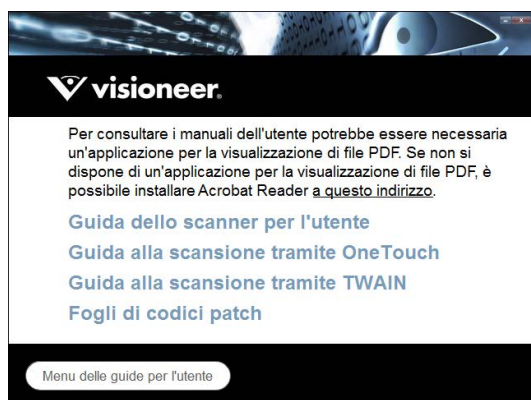 visioneer.
Per consultare i manuali dell'utente potrebbe essere necessaria
un'applicazione per la visualizzazione di file PDF. Se non si
dispone di un'applicazione per la visualizzazione di file PDF, è
possibile installare Acrobat Reader a questo indirizzo.
Guida dello scanner per l'utente
Guida alla scansione tramite OneTouch
Guida alla scansione tramite TWAIN
Fogli di codici patch
Menu delle guide per l'utente